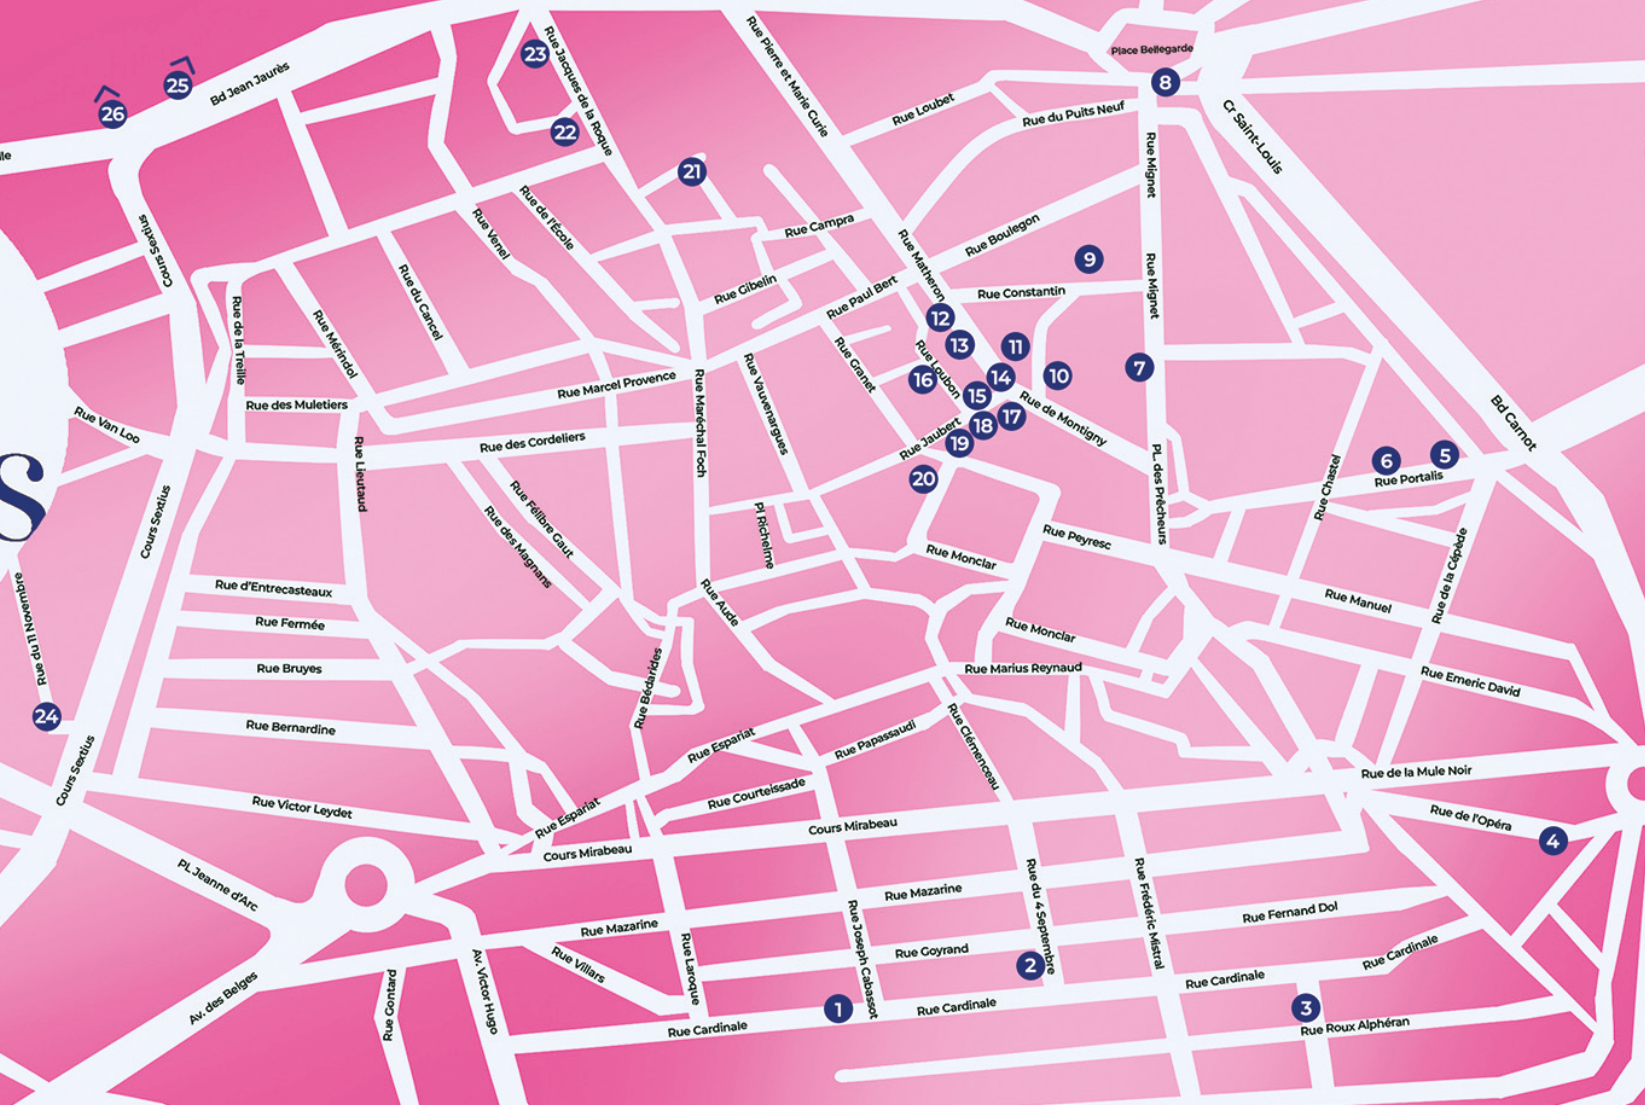 Place Bellegarde
23
8
25
Bd Jean Jaurès
26
Rue Jacques de la Roque
Rue Pierre et Marie Curie
Rue Loubet
Rue du Puits Neuf
Cr Saint-Louis
22
lle
Rue Mignet
21
Cours Sextius
Rue de l'École
Rue Venel
Rue Campra
Rue Matheron
Rue Boulegon
9
Rue Mignet
Rue du Cancel
Rue Gibelin
Rue Paul Bert
Rue Constantin
Rue de la Treille
Rue Mérindol
12
13
11
Rue Granet
Rue Loubon
16
14
10
7
15
Rue Marcel Provence
Rue Maréchal Foch
Rue Vauvenargues
Rue des Muletiers
17
Rue de Montigny
18
Rue Jaubert
19
Rue Van Loo
Rue des Cordeliers
Bd Carnot
Rue Lieutaud
20
PL. des Prêcheurs
Rue Chastel
6
5
Rue Portalis
S
Cours Sextius
Rue Félibre Gaut
Rue des Magnans
Pl Richelme
Rue Peyresc
Rue Monclar
Rue de la Cépède
Rue du 11 Novembre
Rue d'Entrecasteaux
Rue Aude
Rue Manuel
Rue Fermée
Rue Monclar
Rue Bruyes
Rue Bédarides
Rue Marius Reynaud
Rue Emeric David
24
Rue Bernardine
Rue Espariat
Rue Papassaudi
Rue Clémenceau
Cours Sextius
Rue Victor Leydet
Rue Espariat
Rue Courteissade
Rue de la Mule Noir
Cours Mirabeau
Cours Mirabeau
Rue de l'Opéra
4
PL Jeanne d'Arc
Rue Mazarine
Rue Mazarine
Rue du 4 Septembre
Rue Frédéric Mistral
Rue Fernand Dol
Rue Joseph Cabassot
Rue Goyrand
2
Rue Villars
Rue Laroque
Rue Cardinale
Rue Cardinale
Av. des Belges
Rue Gontard
Av. Victor Hugo
1
Rue Cardinale
Rue Cardinale
3
Rue Roux Alphéran